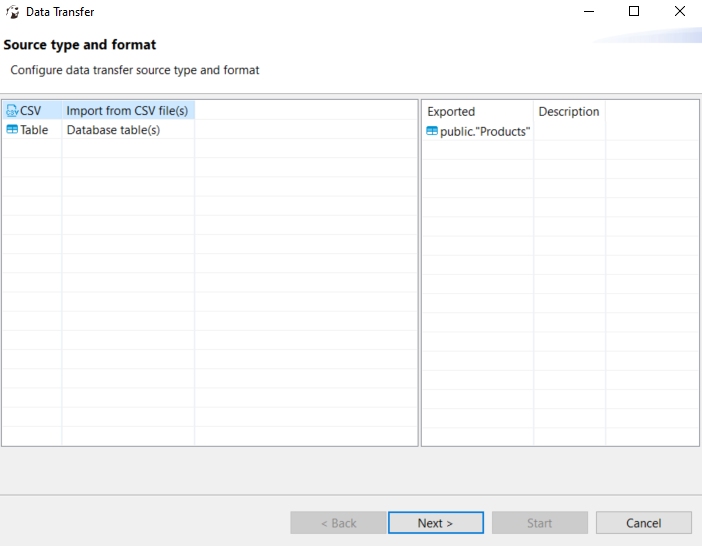 Data Transfer
Source type and format
Configure data transfer source type and format
CSV Import from CSV file(s)
Table Database table(s)
Exported Description
public."Products"
< Back Next > Start Cancel